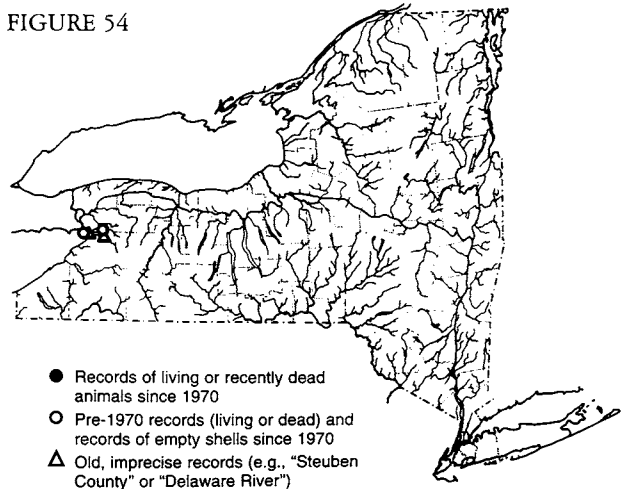 FIGURE 54
Records of living or recently dead
animals since 1970
Pre-1970 records (living or dead) and
records of empty shells since 1970
Old, imprecise records (e.g., "Steuben
County" or "Delaware River")